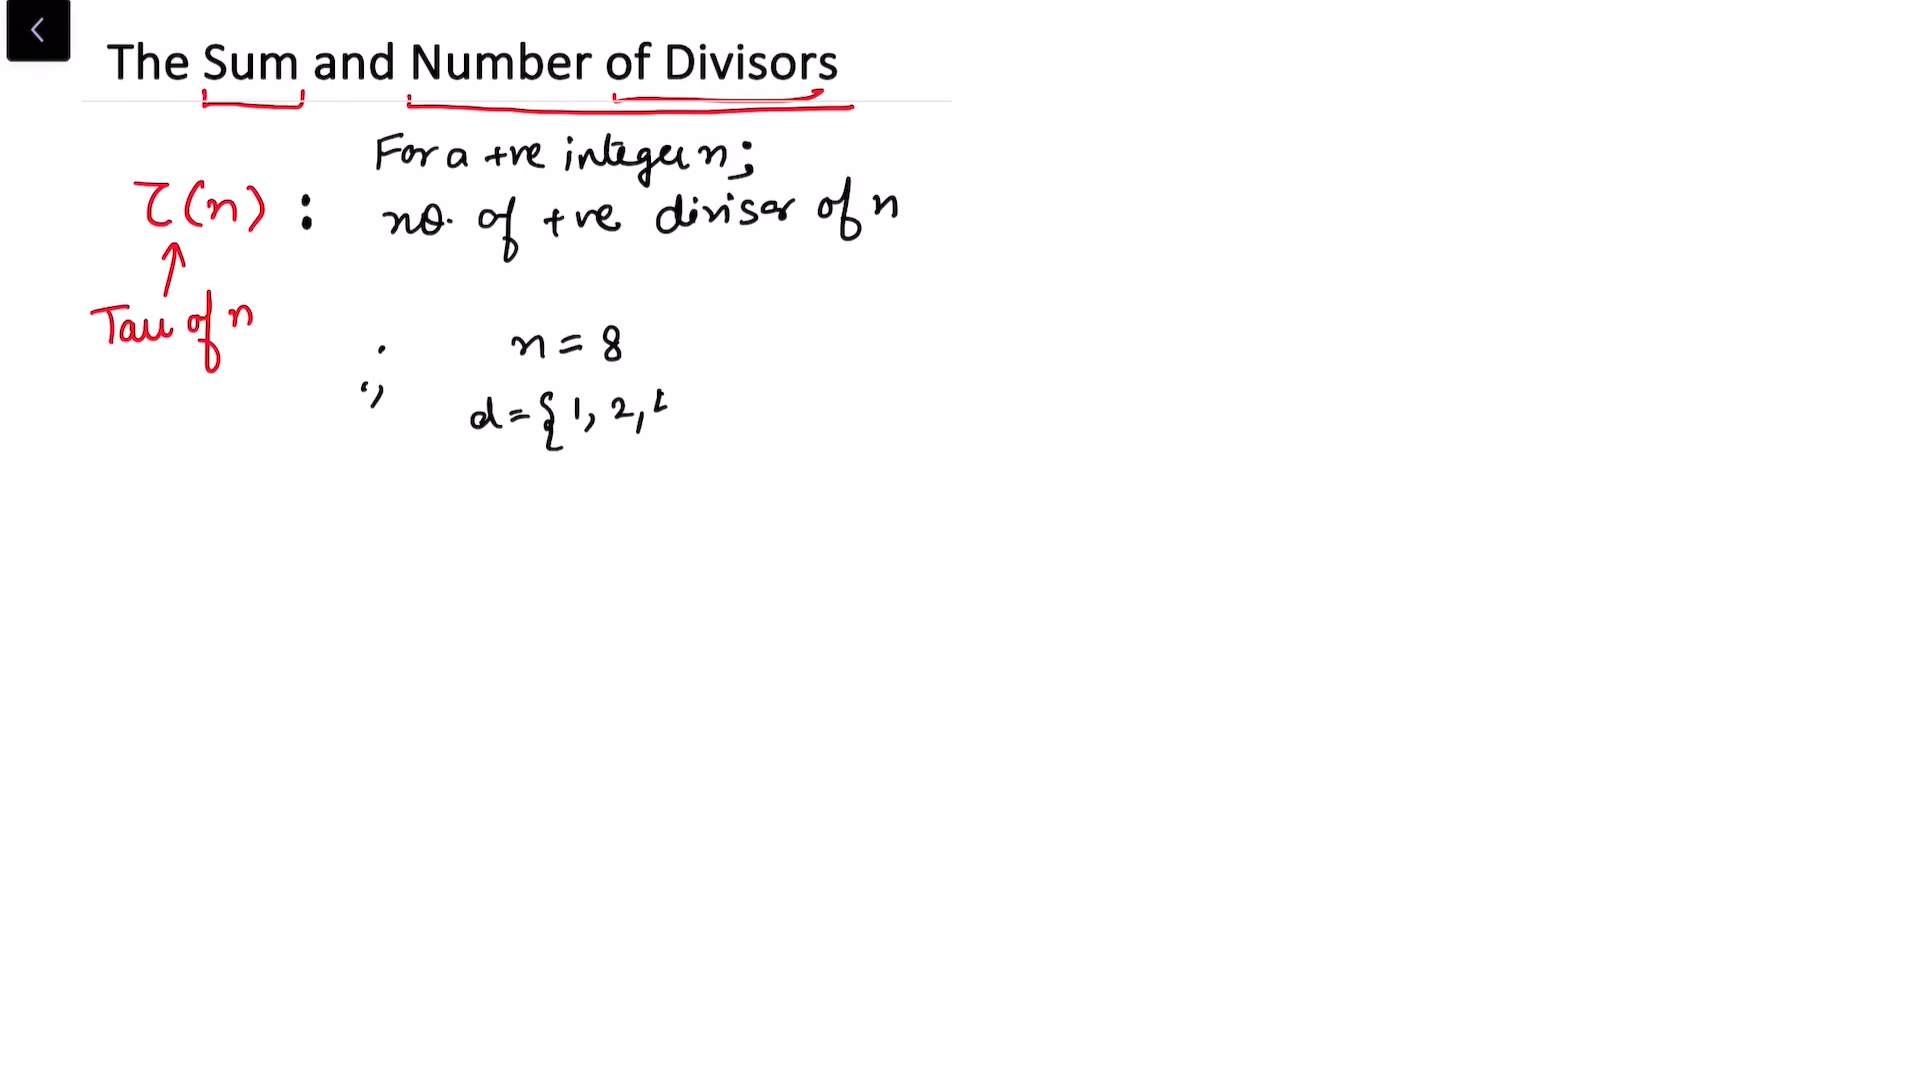 The Sum and Number of Divisors
For a +ve integer n;
τ(n) : no. of +ve divisor of n
Tau of n
n = 8
d = { 1, 2,